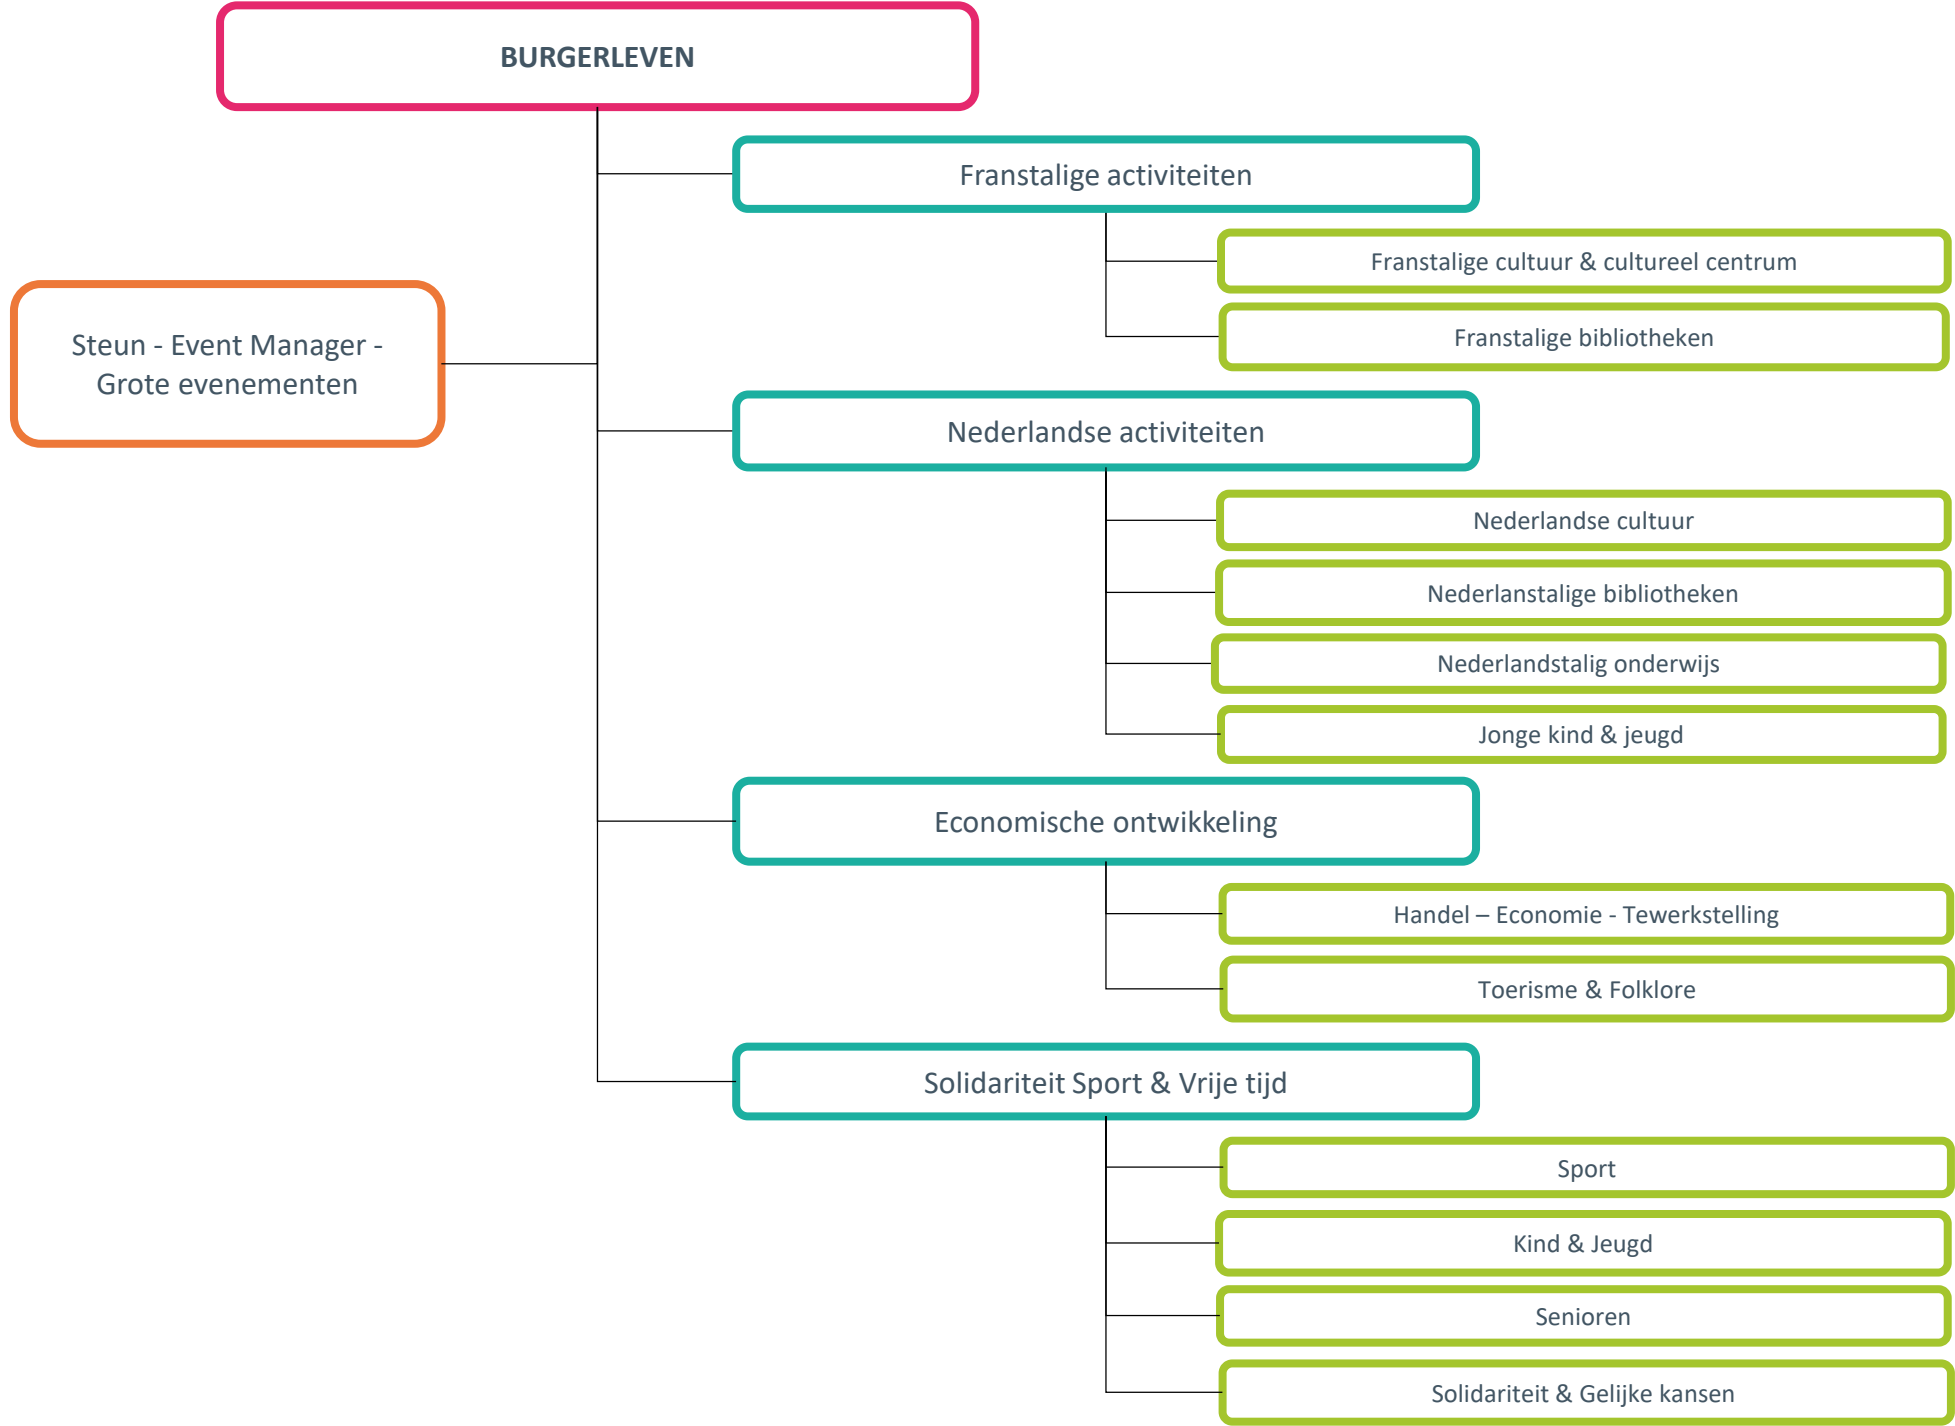 BURGERLEVEN
Franstalige activiteiten
Franstalige cultuur & cultureel centrum
Franstalige bibliotheken
Steun - Event Manager -
Grote evenementen
Nederlandse activiteiten
Nederlandse cultuur
Nederlanstalige bibliotheken
Nederlandstalig onderwijs
Jonge kind & jeugd
Economische ontwikkeling
Handel – Economie - Tewerkstelling
Toerisme & Folklore
Solidariteit Sport & Vrije tijd
Sport
Kind & Jeugd
Senioren
Solidariteit & Gelijke kansen